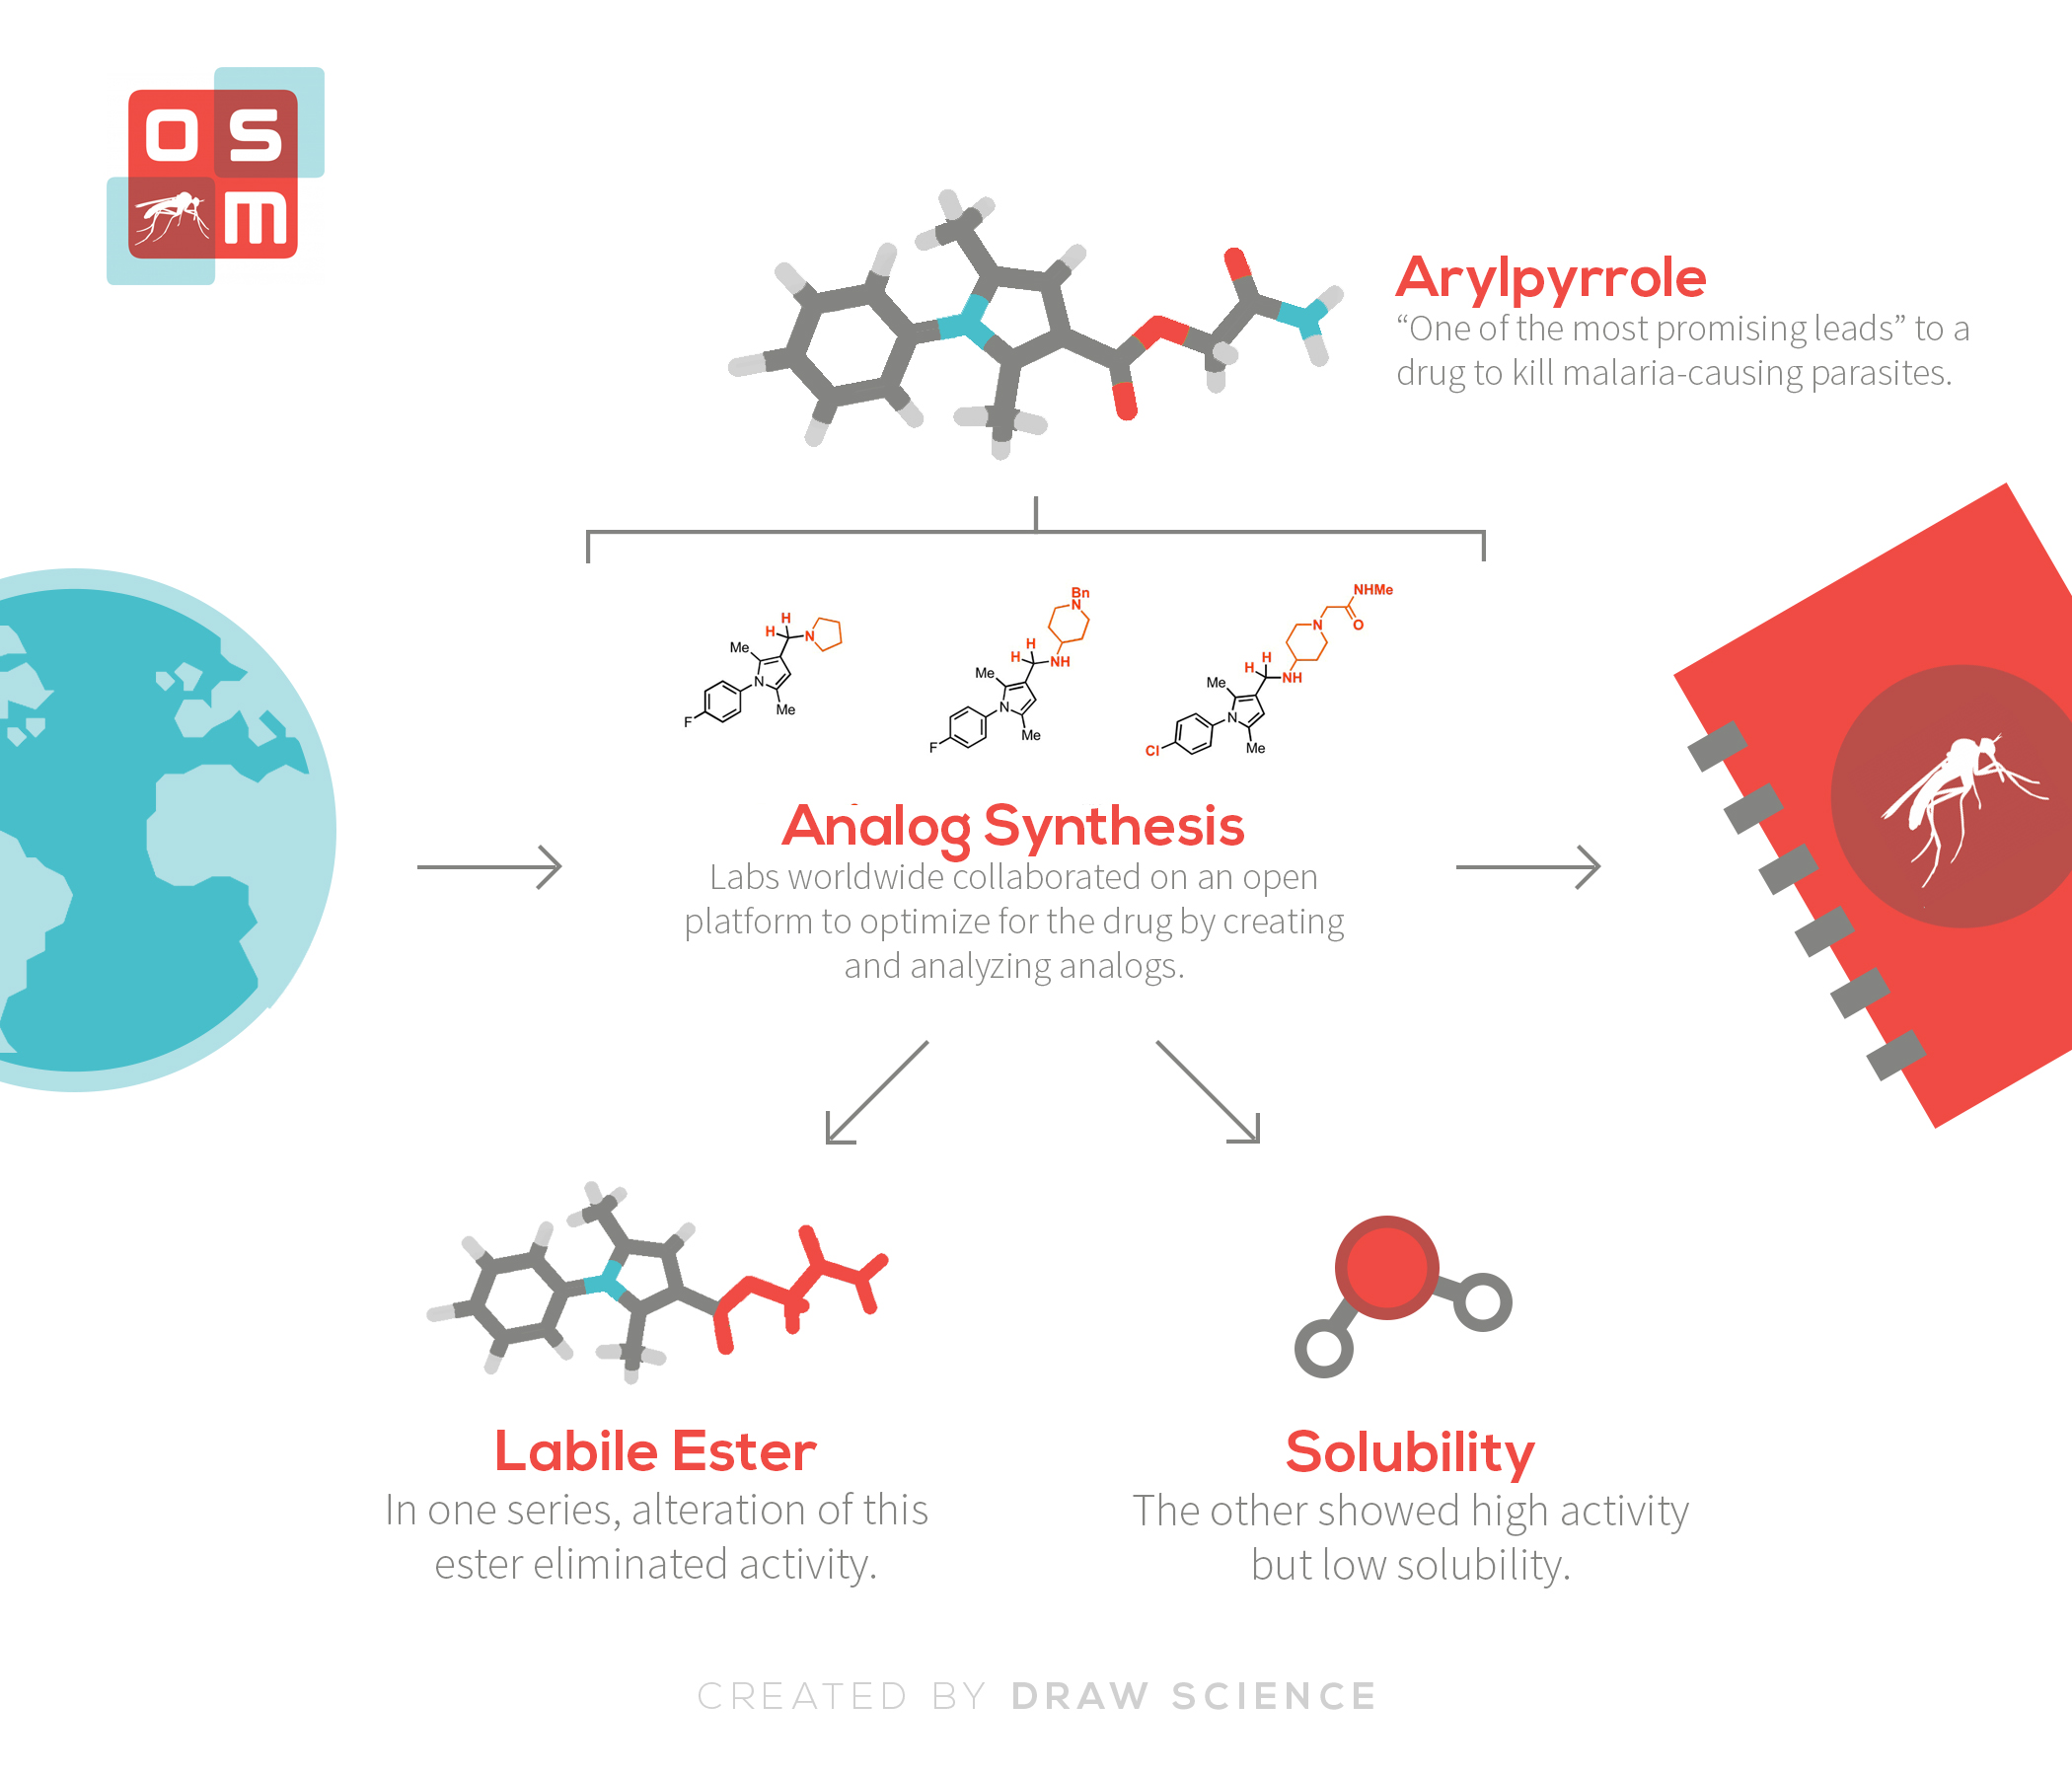 O S
M
Arylpyrrole
“One of the most promising leads” to a
drug to kill malaria-causing parasites.
H
H
N
Me
N
Me
F
Bn
N
H
H
NH
Me
N
Me
F
NHMe
O
N
H
H
NH
Me
N
Me
Cl
Analog Synthesis
Labs worldwide collaborated on an open
platform to optimize for the drug by creating
and analyzing analogs.
Labile Ester
In one series, alteration of this
ester eliminated activity.
Solubility
The other showed high activity
but low solubility.
CREATED BY DRAW SCIENCE